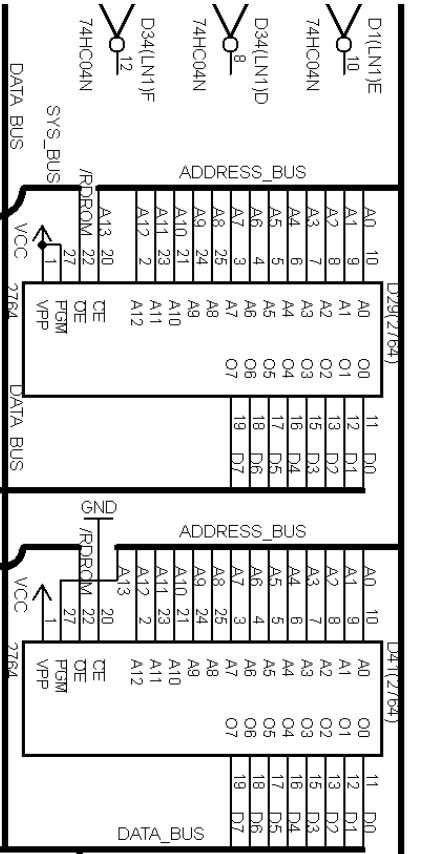 D34(LN1)F
12
74HC04N
D34(LN1)D
8
74HC04N
D1(LN1)E
10
74HC04N
DATA_BUS
SYS_BUS
ADDRESS_BUS
/RDROM
A13
A12
A11
A10
A9
A8
A7
A6
A5
A4
A3
A2
A1
A0
VCC
1
27
22
20
2
23
21
24
25
3
4
5
6
7
8
9
10
D29(2764)
2764
VPP
PGM
OE
CE
A12
A11
A10
A9
A8
A7
A6
A5
A4
A3
A2
A1
A0
O7
O6
O5
O4
O3
O2
O1
O0
DATA_BUS
19
18
17
16
15
13
12
11
D7
D6
D5
D4
D3
D2
D1
D0
GND
ADDRESS_BUS
/RDROM
A13
A12
A11
A10
A9
A8
A7
A6
A5
A4
A3
A2
A1
A0
VCC
1
27
22
20
2
23
21
24
25
3
4
5
6
7
8
9
10
D41(2764)
2764
VPP
PGM
OE
CE
A12
A11
A10
A9
A8
A7
A6
A5
A4
A3
A2
A1
A0
O7
O6
O5
O4
O3
O2
O1
O0
19
18
17
16
15
13
12
11
D7
D6
D5
D4
D3
D2
D1
D0
DATA_BUS